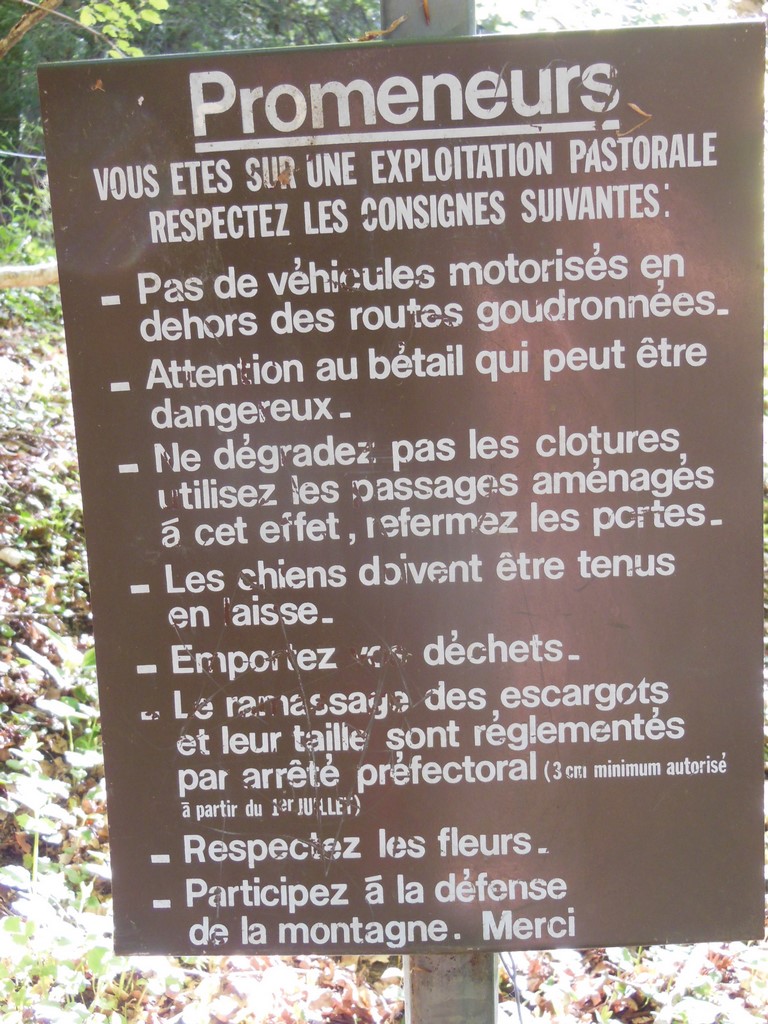 Promeneurs
VOUS ETES SUR UNE EXPLOITATION PASTORALE
RESPECTEZ LES CONSIGNES SUIVANTES:
- Pas de véhicules motorisés en
dehors des routes goudronnées.
- Attention au bétail qui peut être
dangereux.
- Ne dégradez pas les clotures,
utilisez les passages aménagés
á cet effet, refermez les portes.
- Les chiens doivent être tenus
en laisse.
- Emportez vos déchets.
- Le ramassage des escargots
et leur taille sont réglementés
par arrêté préfectoral (3 cm minimum autorisé
à partir du 1er JUILLET)
- Respectez les fleurs.
- Participez á la défense
de la montagne. Merci